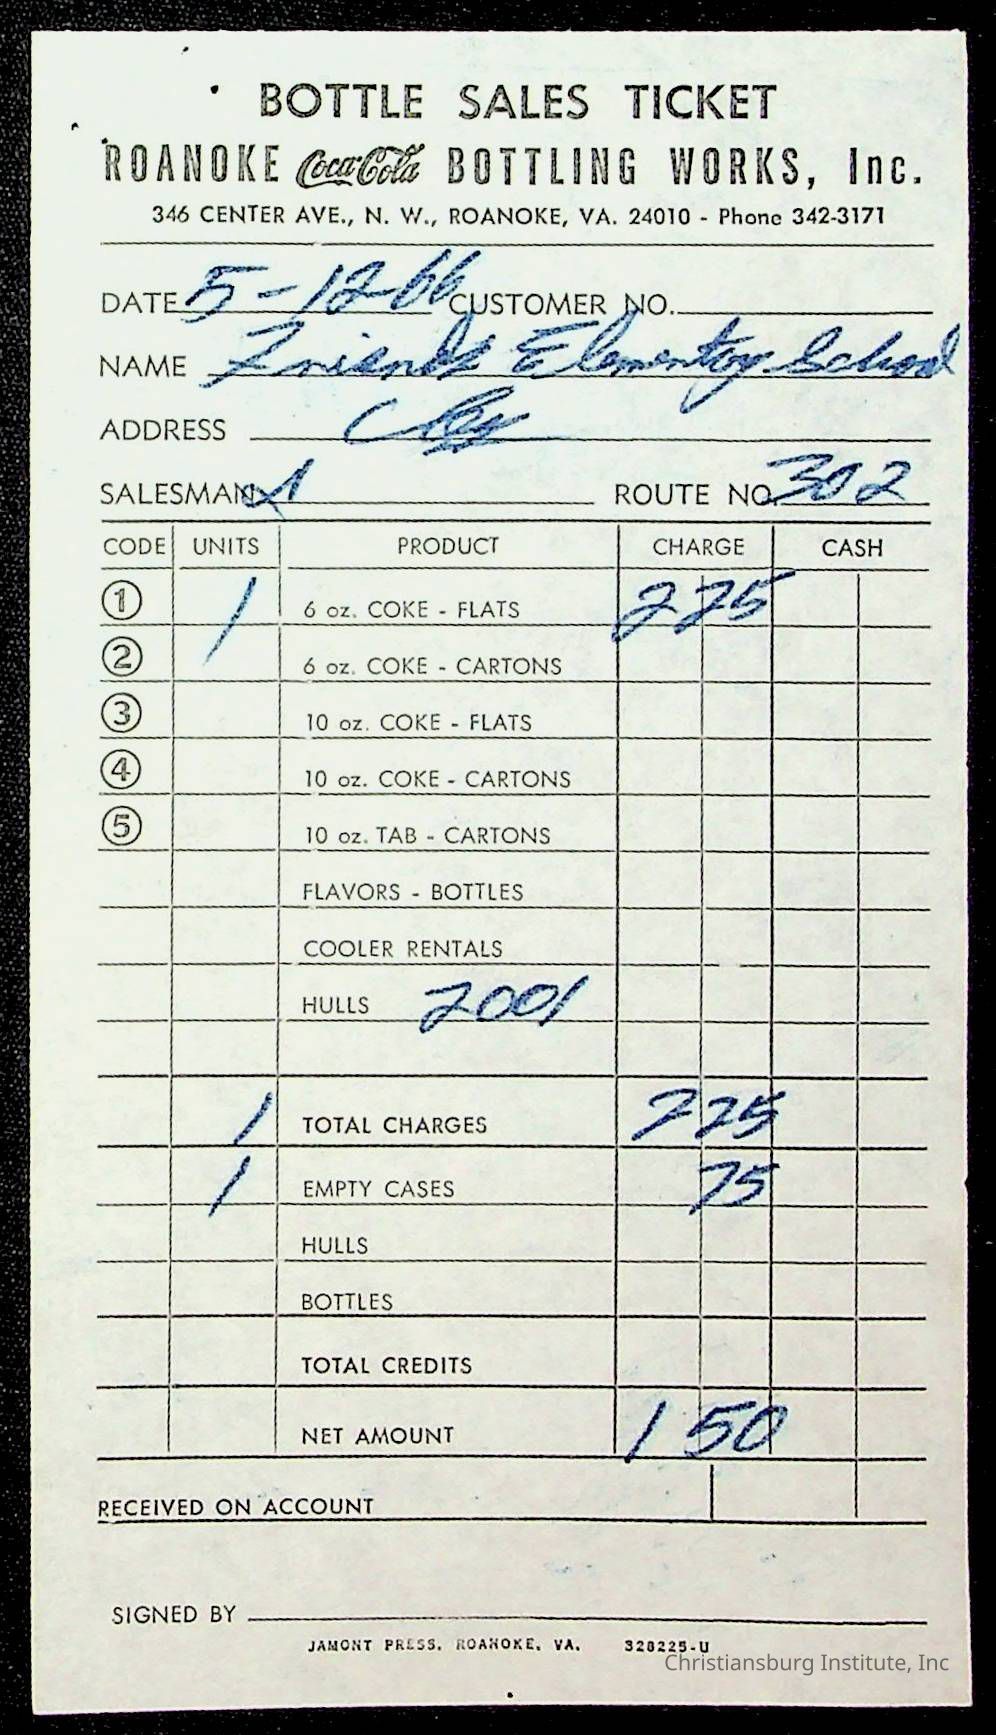 BOTTLE SALES TICKET
ROANOKE Coca-Cola BOTTLING WORKS, Inc.
346 CENTER AVE., N. W., ROANOKE, VA. 24010 - Phone 342-3171
DATE 5-12-66 CUSTOMER NO.
NAME Friends Elementary School
ADDRESS City
SALESMAN ROUTE NO. 302
CODE UNITS PRODUCT CHARGE CASH
1 1 6 oz. COKE - FLATS 2 25
2 6 oz. COKE - CARTONS
3 10 oz. COKE - FLATS
4 10 oz. COKE - CARTONS
5 10 oz. TAB - CARTONS
FLAVORS - BOTTLES
COOLER RENTALS
HULLS 2001
1 TOTAL CHARGES 2 25
1 EMPTY CASES 75
HULLS
BOTTLES
TOTAL CREDITS
NET AMOUNT 1 50
RECEIVED ON ACCOUNT
SIGNED BY
JAMONT PRESS, ROANOKE, VA. 328225-U
Christiansburg Institute, Inc